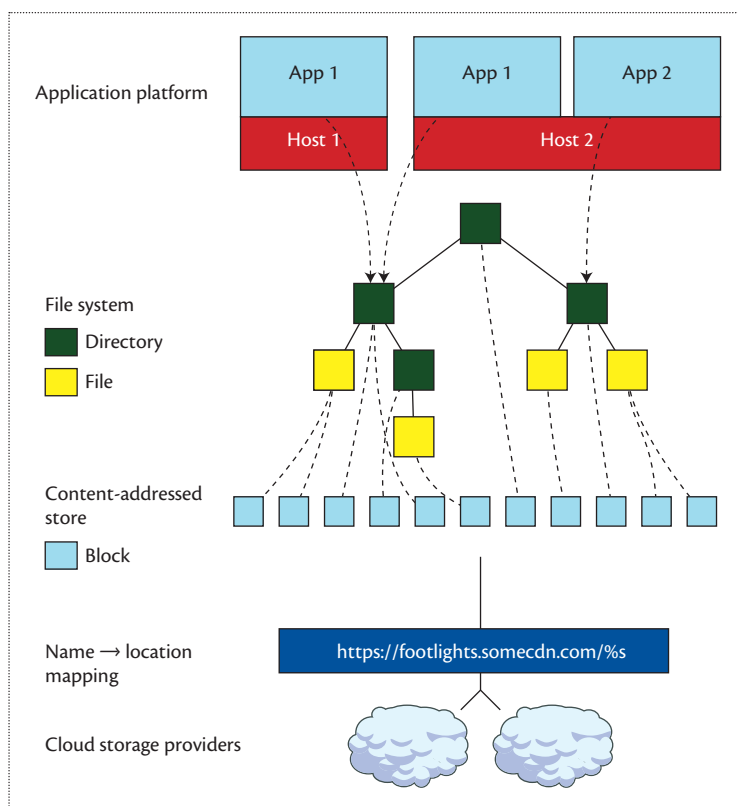 Application platform
App 1
App 1
App 2
Host 1
Host 2
File system
Directory
File
Content-addressed
store
Block
Name → location
mapping
https://footlights.somecdn.com/%s
Cloud storage providers